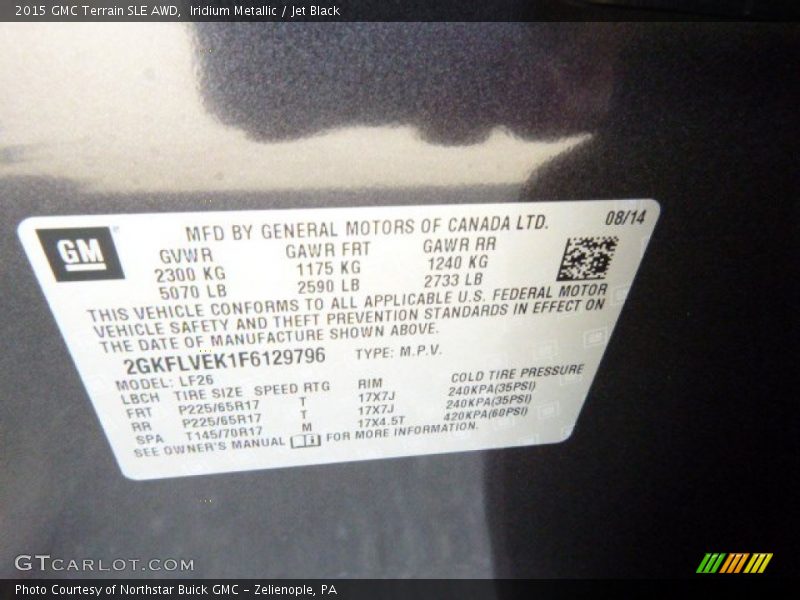 2015 GMC Terrain SLE AWD,  Iridium Metallic / Jet Black
GM
MFD BY GENERAL MOTORS OF CANADA LTD.
08/14
GVWR GAWR FRT GAWR RR
2300 KG 1175 KG 1240 KG
5070 LB 2590 LB 2733 LB
THIS VEHICLE CONFORMS TO ALL APPLICABLE U.S. FEDERAL MOTOR
VEHICLE SAFETY AND THEFT PREVENTION STANDARDS IN EFFECT ON
THE DATE OF MANUFACTURE SHOWN ABOVE.
2GKFLVEK1F6129796 TYPE: M.P.V.
MODEL: LF26
LBCH TIRE SIZE SPEED RTG RIM COLD TIRE PRESSURE
FRT P225/65R17 T 17X7J 240KPA(35PSI)
RR P225/65R17 T 17X7J 240KPA(35PSI)
SPA T145/70R17 M 17X4.5T 420KPA(60PSI)
SEE OWNER'S MANUAL FOR MORE INFORMATION.
GTCARLOT.COM
Photo Courtesy of Northstar Buick GMC - Zelienople, PA